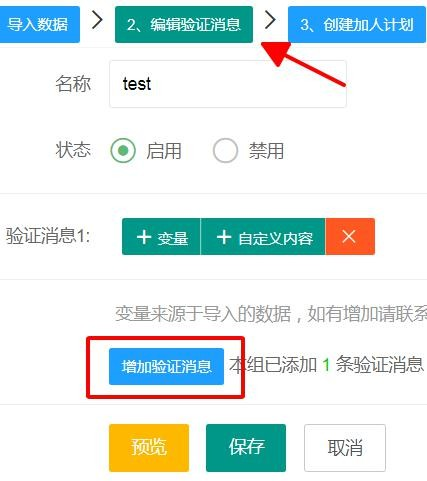 导入数据 > 2、编辑验证消息 > 3、创建加人计划
名称 test
状态 启用 禁用
验证消息1: + 变量 + 自定义内容 ×
变量来源于导入的数据，如有增加请联系
增加验证消息 本组已添加 1 条验证消息
预览 保存 取消